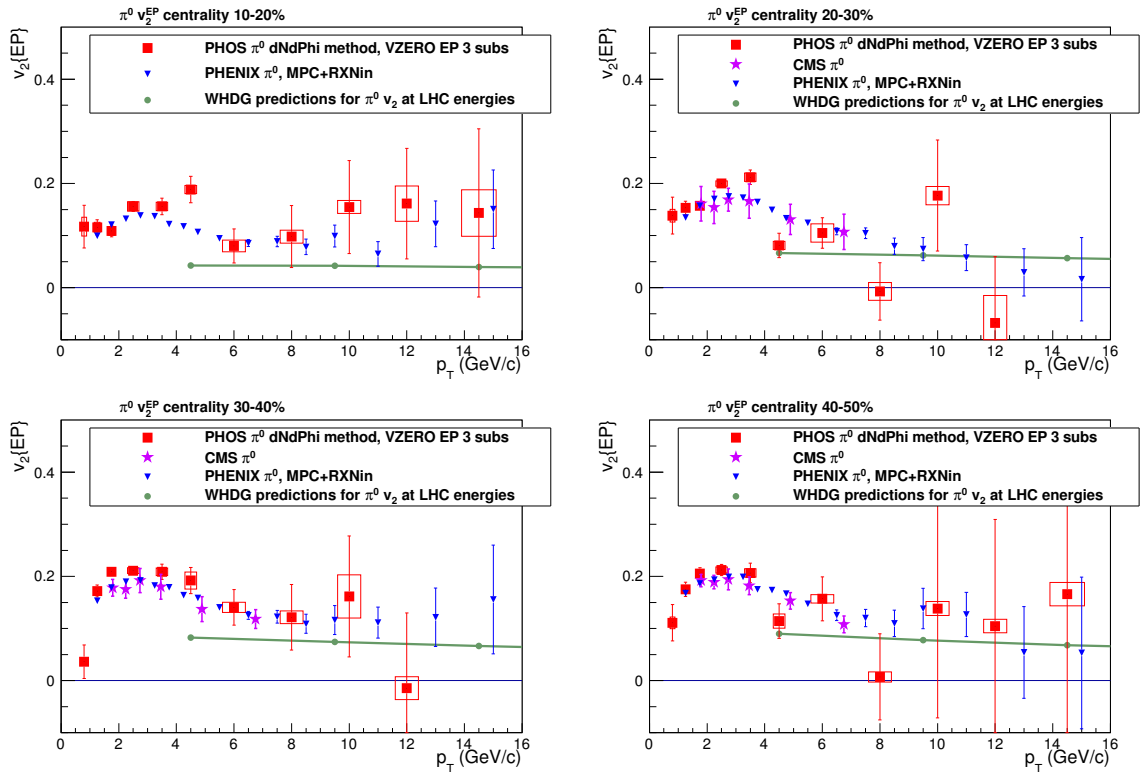 π⁰ v₂^EP centrality 10-20%
v₂{EP}
PHOS π⁰ dNdPhi method, VZERO EP 3 subs
PHENIX π⁰, MPC+RXNin
WHDG predictions for π⁰ v₂ at LHC energies
0.4
0.2
0
0 2 4 6 8 10 12 14 16
p_T (GeV/c)
π⁰ v₂^EP centrality 20-30%
v₂{EP}
PHOS π⁰ dNdPhi method, VZERO EP 3 subs
CMS π⁰
PHENIX π⁰, MPC+RXNin
WHDG predictions for π⁰ v₂ at LHC energies
0.4
0.2
0
0 2 4 6 8 10 12 14 16
p_T (GeV/c)
π⁰ v₂^EP centrality 30-40%
v₂{EP}
PHOS π⁰ dNdPhi method, VZERO EP 3 subs
CMS π⁰
PHENIX π⁰, MPC+RXNin
WHDG predictions for π⁰ v₂ at LHC energies
0.4
0.2
0
0 2 4 6 8 10 12 14 16
p_T (GeV/c)
π⁰ v₂^EP centrality 40-50%
v₂{EP}
PHOS π⁰ dNdPhi method, VZERO EP 3 subs
CMS π⁰
PHENIX π⁰, MPC+RXNin
WHDG predictions for π⁰ v₂ at LHC energies
0.4
0.2
0
0 2 4 6 8 10 12 14 16
p_T (GeV/c)